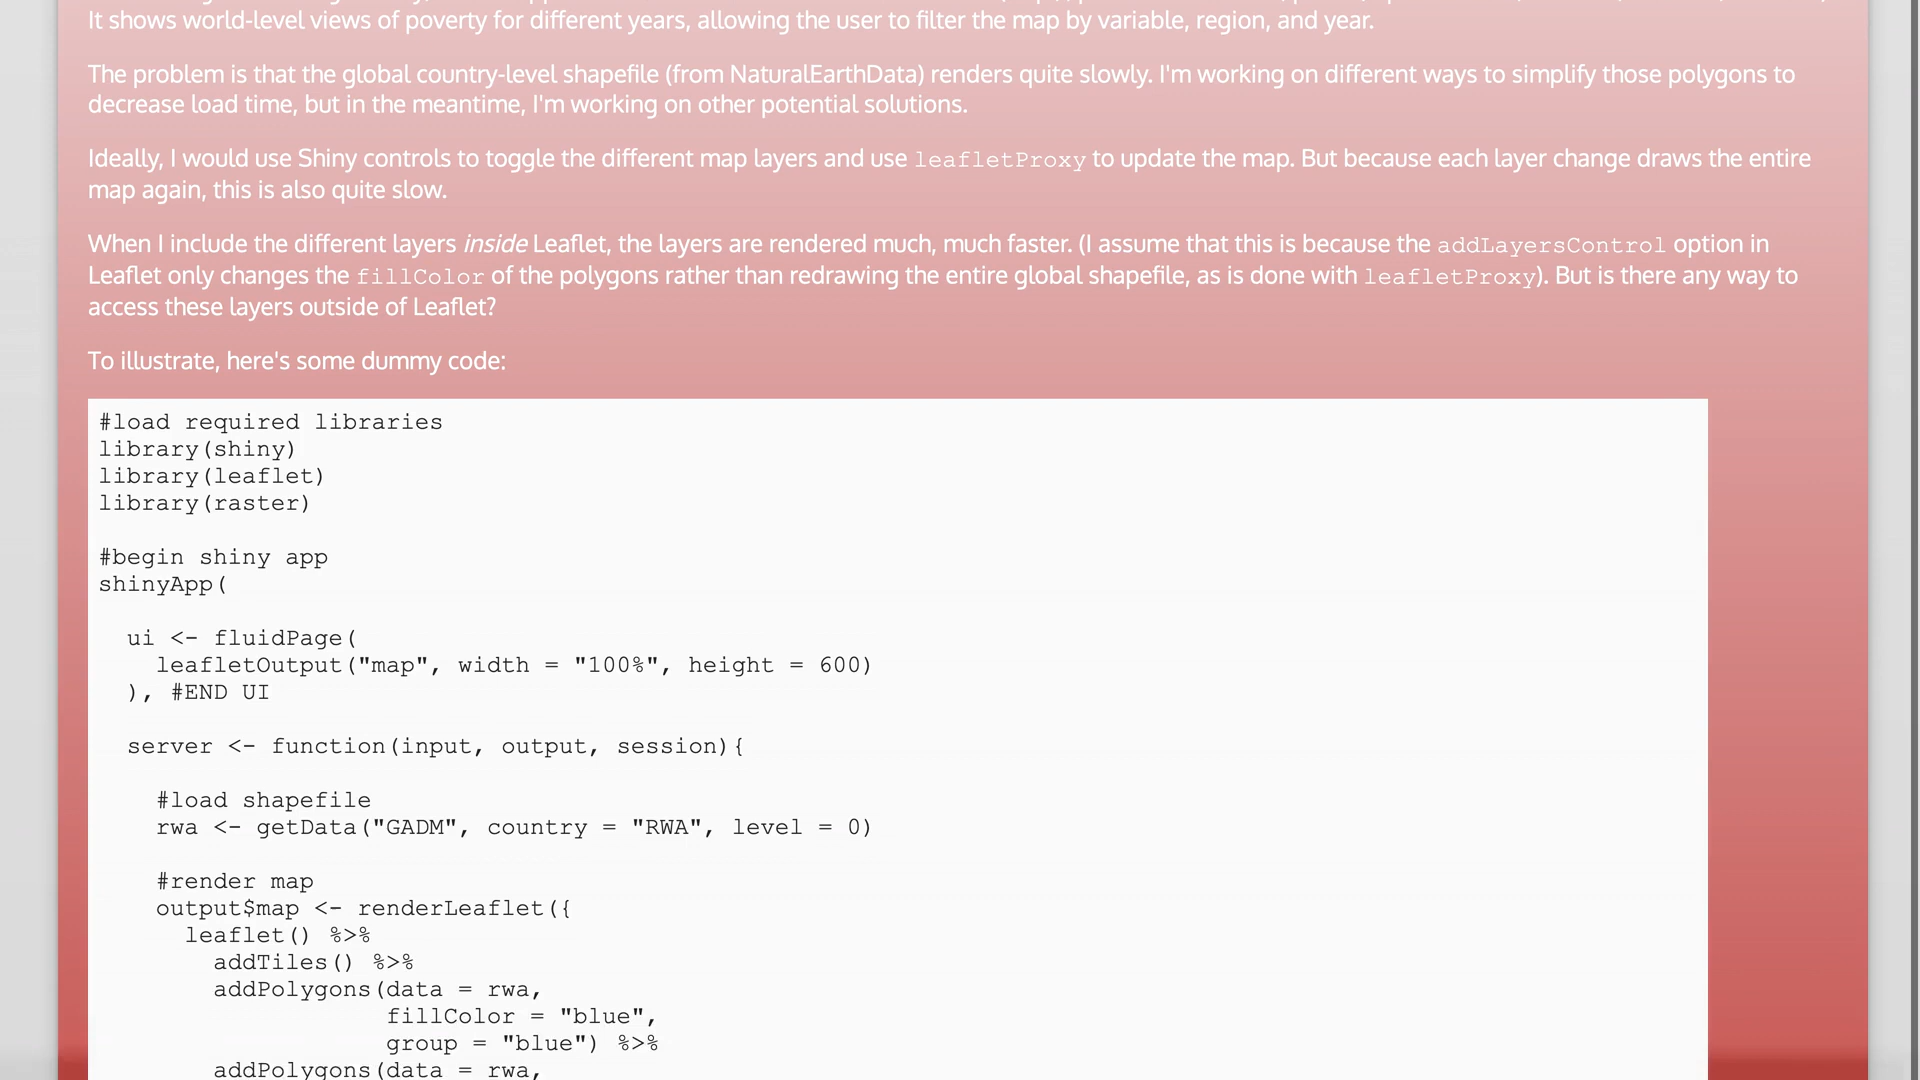 It shows world-level views of poverty for different years, allowing the user to filter the map by variable, region, and year.
The problem is that the global country-level shapefile (from NaturalEarthData) renders quite slowly. I'm working on different ways to simplify those polygons to
decrease load time, but in the meantime, I'm working on other potential solutions.
Ideally, I would use Shiny controls to toggle the different map layers and use leafletProxy to update the map. But because each layer change draws the entire
map again, this is also quite slow.
When I include the different layers inside Leaflet, the layers are rendered much, much faster. (I assume that this is because the addLayersControl option in
Leaflet only changes the fillColor of the polygons rather than redrawing the entire global shapefile, as is done with leafletProxy). But is there any way to
access these layers outside of Leaflet?
To illustrate, here's some dummy code:
#load required libraries
library(shiny)
library(leaflet)
library(raster)
#begin shiny app
shinyApp(
ui <- fluidPage(
leafletOutput("map", width = "100%", height = 600)
), #END UI
server <- function(input, output, session){
#load shapefile
rwa <- getData("GADM", country = "RWA", level = 0)
#render map
output$map <- renderLeaflet({
leaflet() %>%
addTiles() %>%
addPolygons(data = rwa,
fillColor = "blue",
group = "blue") %>%
addPolygons(data = rwa,